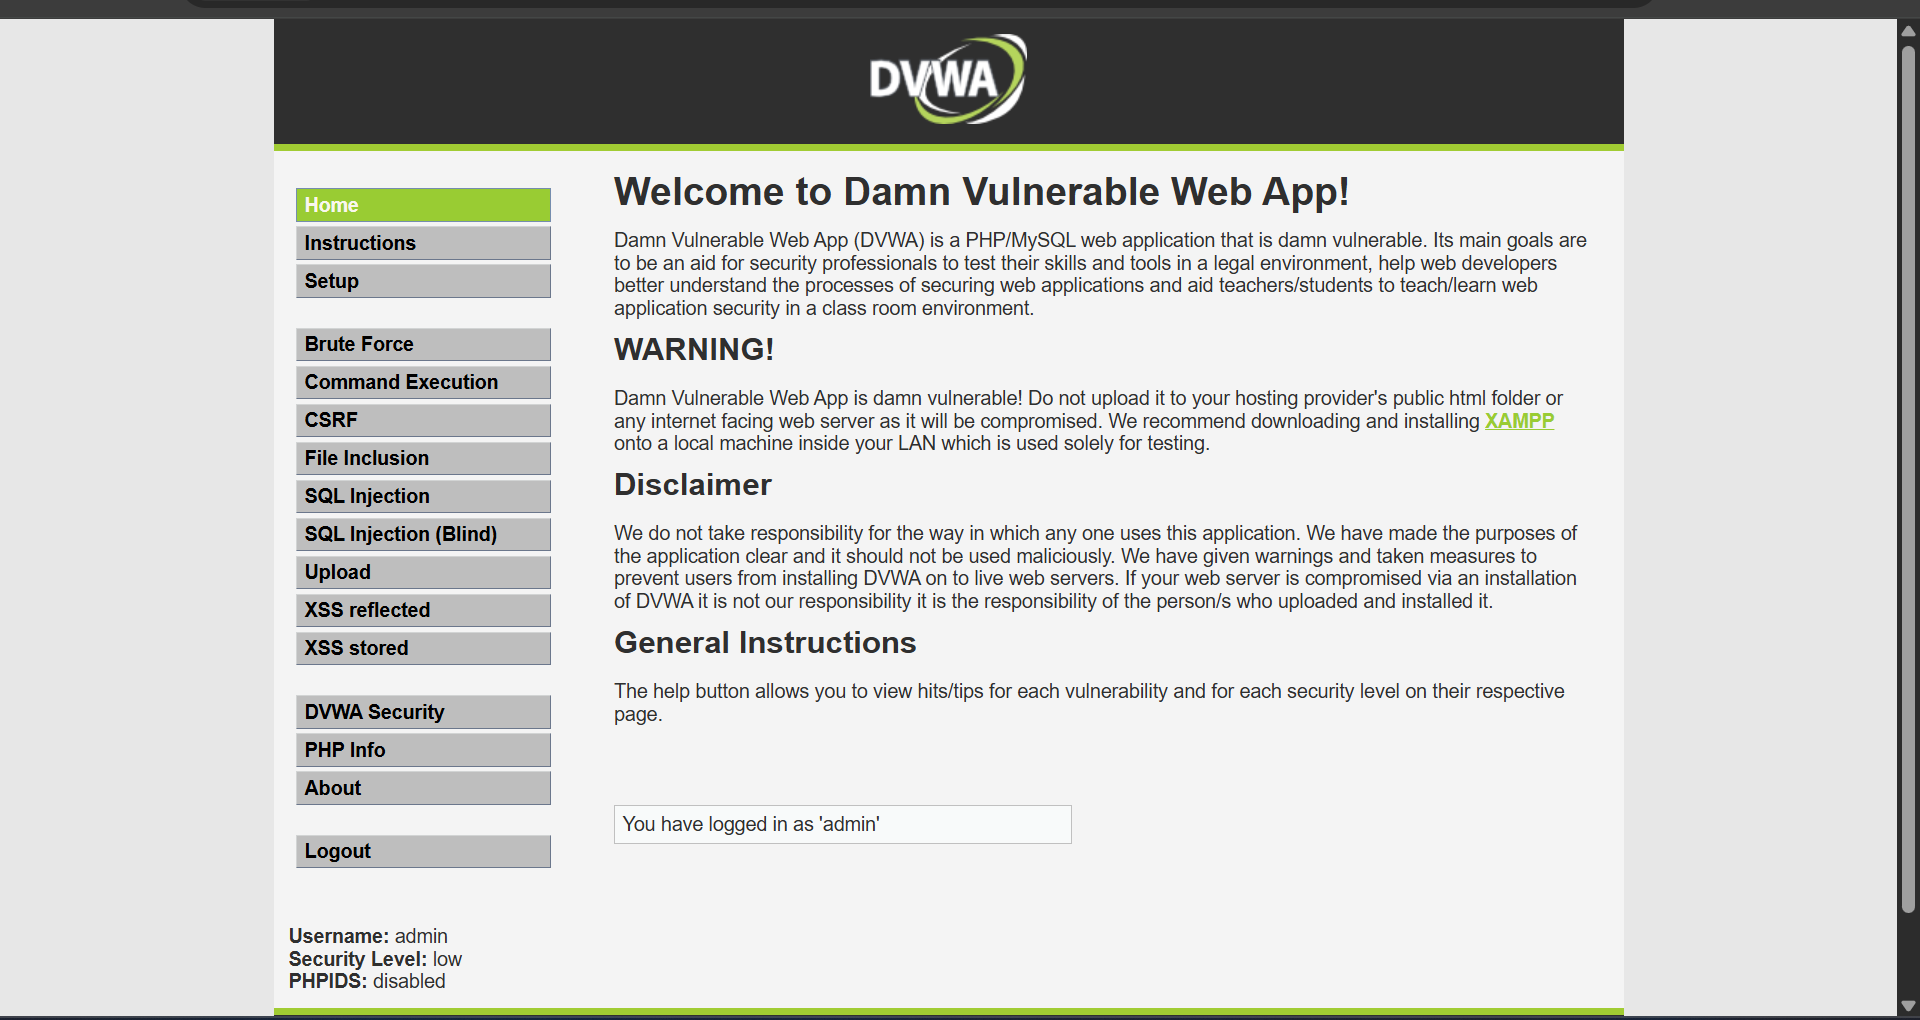 DVWA
Home
Instructions
Setup
Brute Force
Command Execution
CSRF
File Inclusion
SQL Injection
SQL Injection (Blind)
Upload
XSS reflected
XSS stored
DVWA Security
PHP Info
About
Logout
Welcome to Damn Vulnerable Web App!
Damn Vulnerable Web App (DVWA) is a PHP/MySQL web application that is damn vulnerable. Its main goals are
to be an aid for security professionals to test their skills and tools in a legal environment, help web developers
better understand the processes of securing web applications and aid teachers/students to teach/learn web
application security in a class room environment.
WARNING!
Damn Vulnerable Web App is damn vulnerable! Do not upload it to your hosting provider's public html folder or
any internet facing web server as it will be compromised. We recommend downloading and installing XAMPP
onto a local machine inside your LAN which is used solely for testing.
Disclaimer
We do not take responsibility for the way in which any one uses this application. We have made the purposes of
the application clear and it should not be used maliciously. We have given warnings and taken measures to
prevent users from installing DVWA on to live web servers. If your web server is compromised via an installation
of DVWA it is not our responsibility it is the responsibility of the person/s who uploaded and installed it.
General Instructions
The help button allows you to view hits/tips for each vulnerability and for each security level on their respective
page.
You have logged in as 'admin'
Username: admin
Security Level: low
PHPIDS: disabled